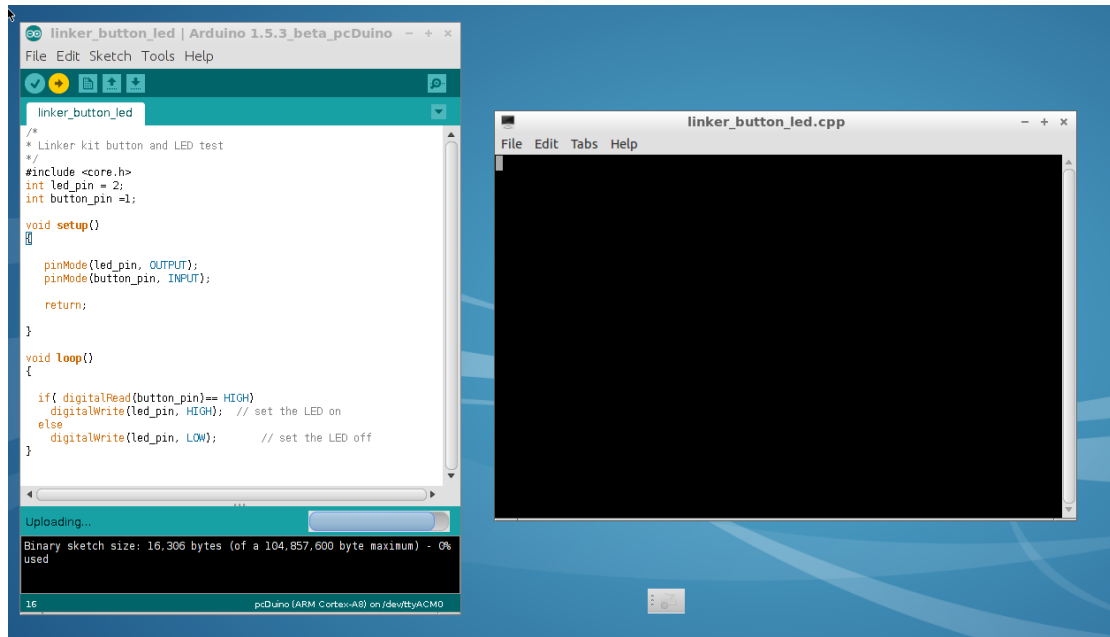 linker_button_led | Arduino 1.5.3_beta_pcDuino
File Edit Sketch Tools Help
linker_button_led
/*
* Linker kit button and LED test
*/
#include <core.h>
int led_pin = 2;
int button_pin =1;
void setup()
{
pinMode(led_pin, OUTPUT);
pinMode(button_pin, INPUT);
return;
}
void loop()
{
if( digitalRead(button_pin)== HIGH)
digitalWrite(led_pin, HIGH);  // set the LED on
else
digitalWrite(led_pin, LOW);       // set the LED off
}
Uploading...
Binary sketch size: 16,306 bytes (of a 104,857,600 byte maximum) - 0%
used
16 pcDuino (ARM Cortex-A8) on /dev/ttyACM0
linker_button_led.cpp
File Edit Tabs Help